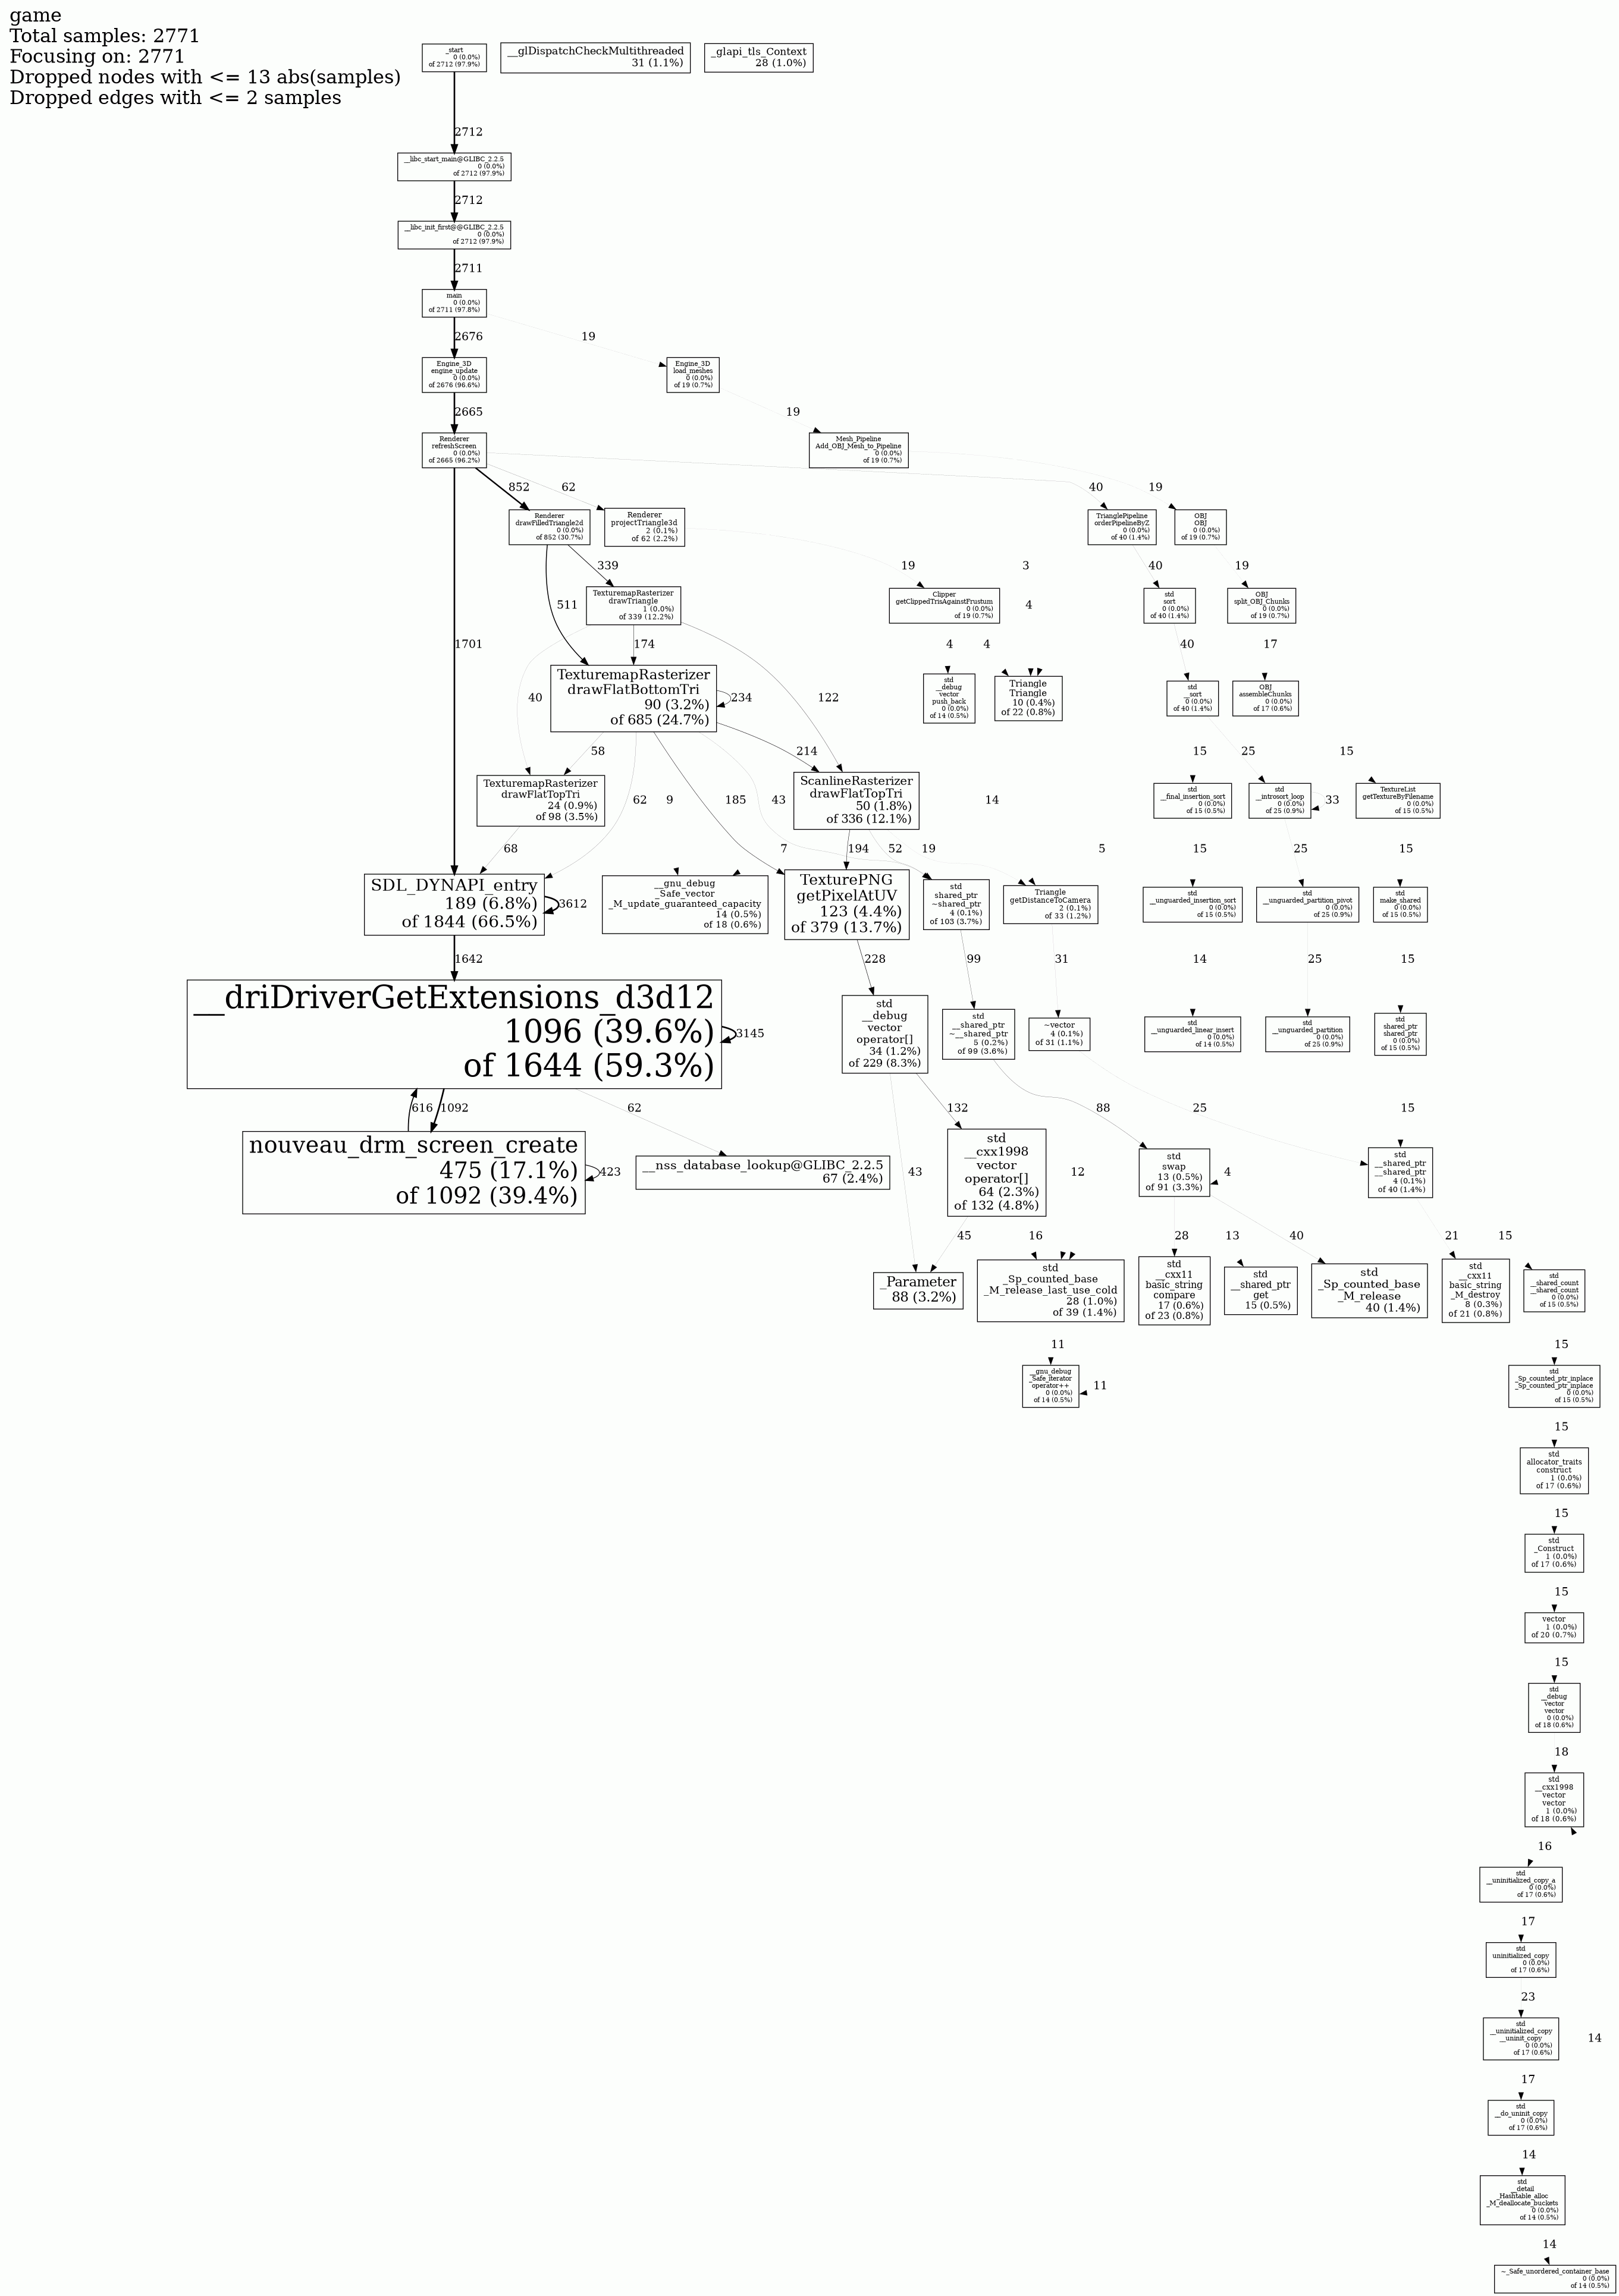 game
Total samples: 2771
Focusing on: 2771
Dropped nodes with <= 13 abs(samples)
Dropped edges with <= 2 samples
_start
0 (0.0%)
of 2712 (97.9%)
__glDispatchCheckMultithreaded
31 (1.1%)
_glapi_tls_Context
28 (1.0%)
2712
__libc_start_main@GLIBC_2.2.5
0 (0.0%)
of 2712 (97.9%)
2712
__libc_init_first@@GLIBC_2.2.5
0 (0.0%)
of 2712 (97.9%)
2711
main
0 (0.0%)
of 2711 (97.8%)
2676
19
Engine_3D
engine_update
0 (0.0%)
of 2676 (96.6%)
Engine_3D
load_meshes
0 (0.0%)
of 19 (0.7%)
2665
19
Renderer
refreshScreen
0 (0.0%)
of 2665 (96.2%)
Mesh_Pipeline
Add_OBJ_Mesh_to_Pipeline
0 (0.0%)
of 19 (0.7%)
852
62
40
19
Renderer
drawFilledTriangle2d
0 (0.0%)
of 852 (30.7%)
Renderer
projectTriangle3d
2 (0.1%)
of 62 (2.2%)
TrianglePipeline
orderPipelineByZ
0 (0.0%)
of 40 (1.4%)
OBJ
OBJ
0 (0.0%)
of 19 (0.7%)
339
19
3
40
19
TexturemapRasterizer
drawTriangle
1 (0.0%)
of 339 (12.2%)
511
Clipper
getClippedTrisAgainstFrustum
0 (0.0%)
of 19 (0.7%)
4
std
sort
0 (0.0%)
of 40 (1.4%)
OBJ
split_OBJ_Chunks
0 (0.0%)
of 19 (0.7%)
1701
174
4
4
40
17
TexturemapRasterizer
drawFlatBottomTri
90 (3.2%)
of 685 (24.7%)
234
40
122
std
__debug
vector
push_back
0 (0.0%)
of 14 (0.5%)
Triangle
Triangle
10 (0.4%)
of 22 (0.8%)
std
__sort
0 (0.0%)
of 40 (1.4%)
OBJ
assembleChunks
0 (0.0%)
of 17 (0.6%)
58
214
15
25
15
TexturemapRasterizer
drawFlatTopTri
24 (0.9%)
of 98 (3.5%)
62
9
185
43
ScanlineRasterizer
drawFlatTopTri
50 (1.8%)
of 336 (12.1%)
14
std
__final_insertion_sort
0 (0.0%)
of 15 (0.5%)
std
__introsort_loop
0 (0.0%)
of 25 (0.9%)
33
TextureList
getTextureByFilename
0 (0.0%)
of 15 (0.5%)
68
7
194
52
19
5
15
25
15
SDL_DYNAPI_entry
189 (6.8%)
of 1844 (66.5%)
3612
__gnu_debug
_Safe_vector
_M_update_guaranteed_capacity
14 (0.5%)
of 18 (0.6%)
TexturePNG
getPixelAtUV
123 (4.4%)
of 379 (13.7%)
std
shared_ptr
~shared_ptr
4 (0.1%)
of 103 (3.7%)
Triangle
getDistanceToCamera
2 (0.1%)
of 33 (1.2%)
std
__unguarded_insertion_sort
0 (0.0%)
of 15 (0.5%)
std
__unguarded_partition_pivot
0 (0.0%)
of 25 (0.9%)
std
make_shared
0 (0.0%)
of 15 (0.5%)
1642
228
99
31
14
25
15
__driDriverGetExtensions_d3d12
1096 (39.6%)
of 1644 (59.3%)
3145
std
__debug
vector
operator[]
34 (1.2%)
of 229 (8.3%)
std
__shared_ptr
~__shared_ptr
5 (0.2%)
of 99 (3.6%)
~vector
4 (0.1%)
of 31 (1.1%)
std
__unguarded_linear_insert
0 (0.0%)
of 14 (0.5%)
std
__unguarded_partition
0 (0.0%)
of 25 (0.9%)
std
shared_ptr
shared_ptr
0 (0.0%)
of 15 (0.5%)
616
1092
62
132
88
25
15
nouveau_drm_screen_create
475 (17.1%)
of 1092 (39.4%)
423
__nss_database_lookup@GLIBC_2.2.5
67 (2.4%)
43
std
__cxx1998
vector
operator[]
64 (2.3%)
of 132 (4.8%)
12
std
swap
13 (0.5%)
of 91 (3.3%)
4
std
__shared_ptr
__shared_ptr
4 (0.1%)
of 40 (1.4%)
45
16
28
13
40
21
15
_Parameter
88 (3.2%)
std
_Sp_counted_base
_M_release_last_use_cold
28 (1.0%)
of 39 (1.4%)
std
__cxx11
basic_string
compare
17 (0.6%)
of 23 (0.8%)
std
__shared_ptr
get
15 (0.5%)
std
_Sp_counted_base
_M_release
40 (1.4%)
std
__cxx11
basic_string
_M_destroy
8 (0.3%)
of 21 (0.8%)
std
__shared_count
__shared_count
0 (0.0%)
of 15 (0.5%)
11
15
__gnu_debug
_Safe_iterator
operator++
0 (0.0%)
of 14 (0.5%)
11
std
_Sp_counted_ptr_inplace
_Sp_counted_ptr_inplace
0 (0.0%)
of 15 (0.5%)
15
std
allocator_traits
construct
1 (0.0%)
of 17 (0.6%)
15
std
_Construct
1 (0.0%)
of 17 (0.6%)
15
vector
1 (0.0%)
of 20 (0.7%)
15
std
__debug
vector
vector
0 (0.0%)
of 18 (0.6%)
18
std
__cxx1998
vector
vector
1 (0.0%)
of 18 (0.6%)
16
std
__uninitialized_copy_a
0 (0.0%)
of 17 (0.6%)
17
std
uninitialized_copy
0 (0.0%)
of 17 (0.6%)
23
std
__uninitialized_copy
__uninit_copy
0 (0.0%)
of 17 (0.6%)
14
17
std
__do_uninit_copy
0 (0.0%)
of 17 (0.6%)
14
std
__detail
_Hashtable_alloc
_M_deallocate_buckets
0 (0.0%)
of 14 (0.5%)
14
~_Safe_unordered_container_base
0 (0.0%)
of 14 (0.5%)